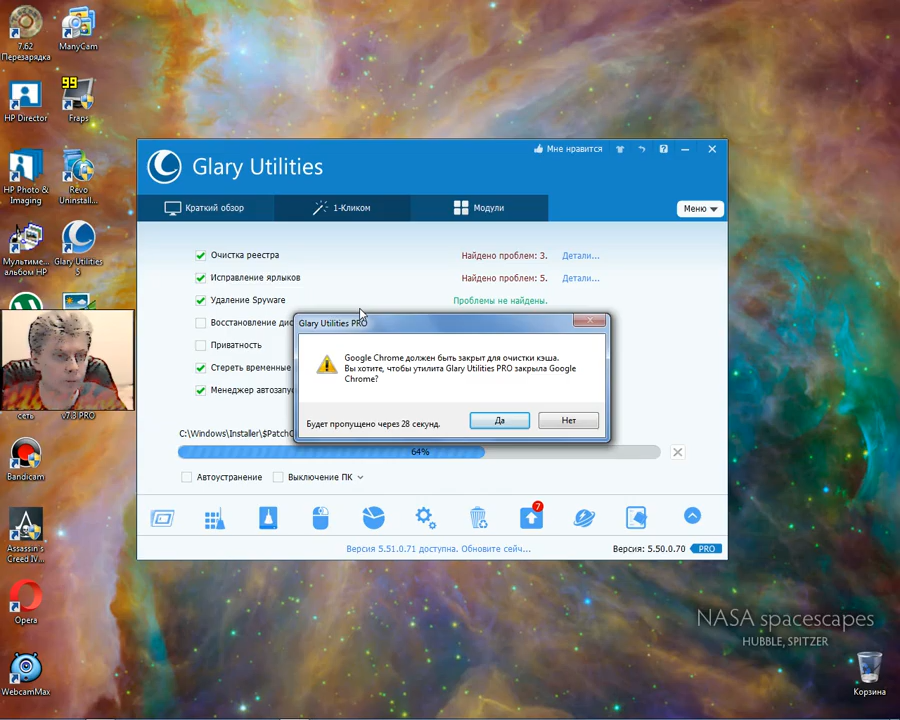 7.62
Перезарядка
ManyCam
HP Director
99
Fraps
HP Photo &
Imaging
Revo
Uninstall...
Мультиме...
альбом HP
Glary Utilities
5
сеть
v7.3 PRO
Bandicam
Assassin's
Creed IV...
Opera
WebcamMax
Glary Utilities
Мне нравится
Краткий обзор
1-Кликом
Модули
Меню
Очистка реестра
Найдено проблем: 3.
Детали...
Исправление ярлыков
Найдено проблем: 5.
Детали...
Удаление Spyware
Проблемы не найдены.
Восстановление дис
Приватность
Стереть временные
Менеджер автозапу
Glary Utilities PRO
Google Chrome должен быть закрыт для очистки кэша.
Вы хотите, чтобы утилита Glary Utilities PRO закрыла Google
Chrome?
Будет пропущено через 28 секунд.
Да
Нет
C:\Windows\Installer\$PatchC
64%
Автоустранение
Выключение ПК
7
Версия 5.51.0.71 доступна. Обновите сейч...
Версия: 5.50.0.70
PRO
NASA spacescapes
HUBBLE, SPITZER
Корзина